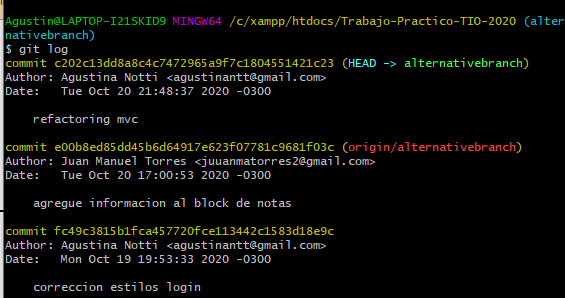 Agustin@LAPTOP-I21SKID9 MINGW64 /c/xampp/htdocs/Trabajo-Practico-TIO-2020 (alter
nativebranch)
$ git log
commit c202c13dd8a8c4c7472965a9f7c1804551421c23 (HEAD -> alternativebranch)
Author: Agustina Notti <agustinantt@gmail.com>
Date:   Tue Oct 20 21:48:37 2020 -0300
refactoring mvc
commit e00b8ed85dd45b6d64917e623f07781c9681f03c (origin/alternativebranch)
Author: Juan Manuel Torres <juuanmatorres2@gmail.com>
Date:   Tue Oct 20 17:00:53 2020 -0300
agregue informacion al block de notas
commit fc49c3815b1fca457720fce113442c1583d18e9c
Author: Agustina Notti <agustinantt@gmail.com>
Date:   Mon Oct 19 19:53:33 2020 -0300
correccion estilos login